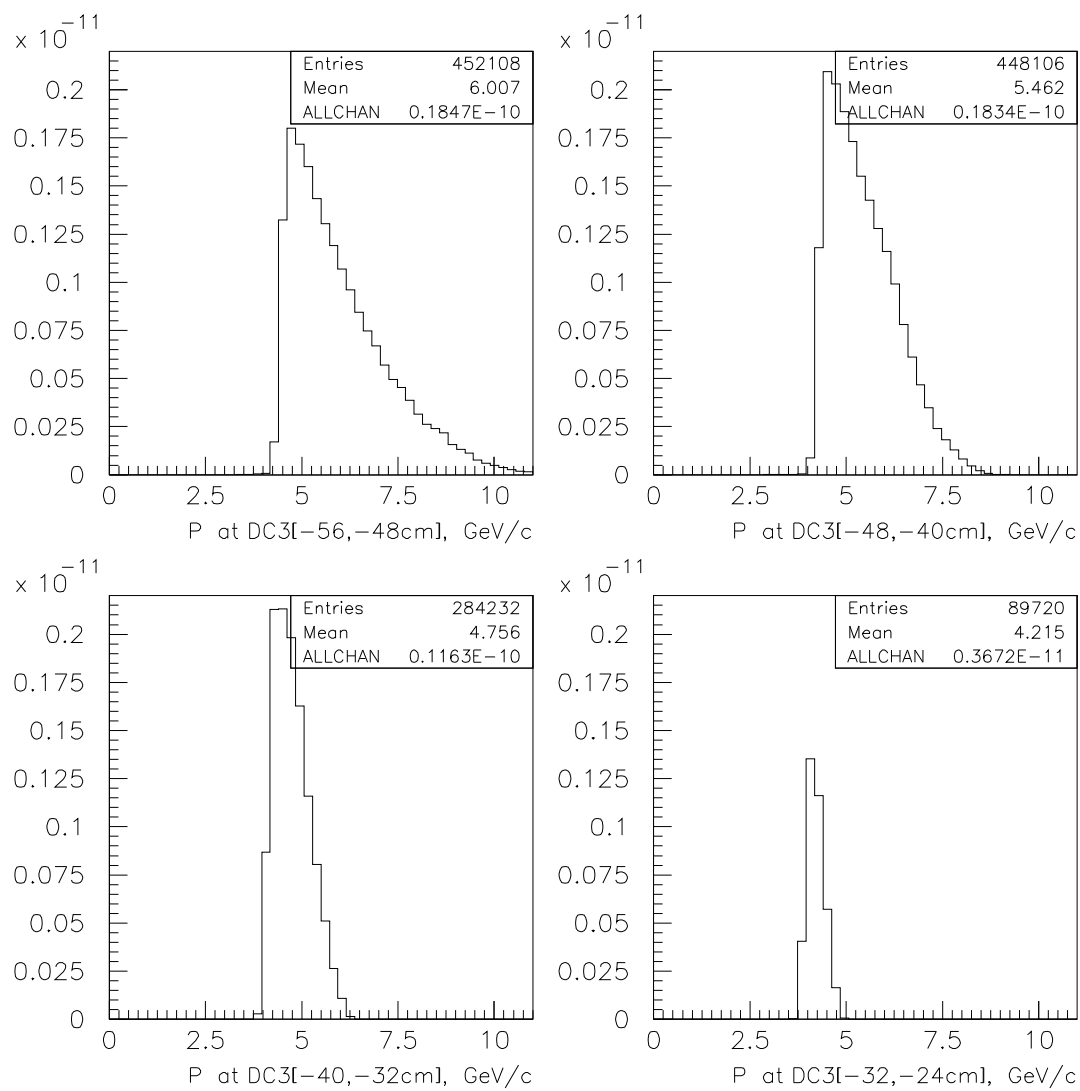 x 10^-11
Entries 452108
Mean 6.007
ALLCHAN 0.1847E-10
0.2
0.175
0.15
0.125
0.1
0.075
0.05
0.025
0
0 2.5 5 7.5 10
P at DC3[-56,-48cm], GeV/c
x 10^-11
Entries 448106
Mean 5.462
ALLCHAN 0.1834E-10
0.2
0.175
0.15
0.125
0.1
0.075
0.05
0.025
0
0 2.5 5 7.5 10
P at DC3[-48,-40cm], GeV/c
x 10^-11
Entries 284232
Mean 4.756
ALLCHAN 0.1163E-10
0.2
0.175
0.15
0.125
0.1
0.075
0.05
0.025
0
0 2.5 5 7.5 10
P at DC3[-40,-32cm], GeV/c
x 10^-11
Entries 89720
Mean 4.215
ALLCHAN 0.3672E-11
0.2
0.175
0.15
0.125
0.1
0.075
0.05
0.025
0
0 2.5 5 7.5 10
P at DC3[-32,-24cm], GeV/c